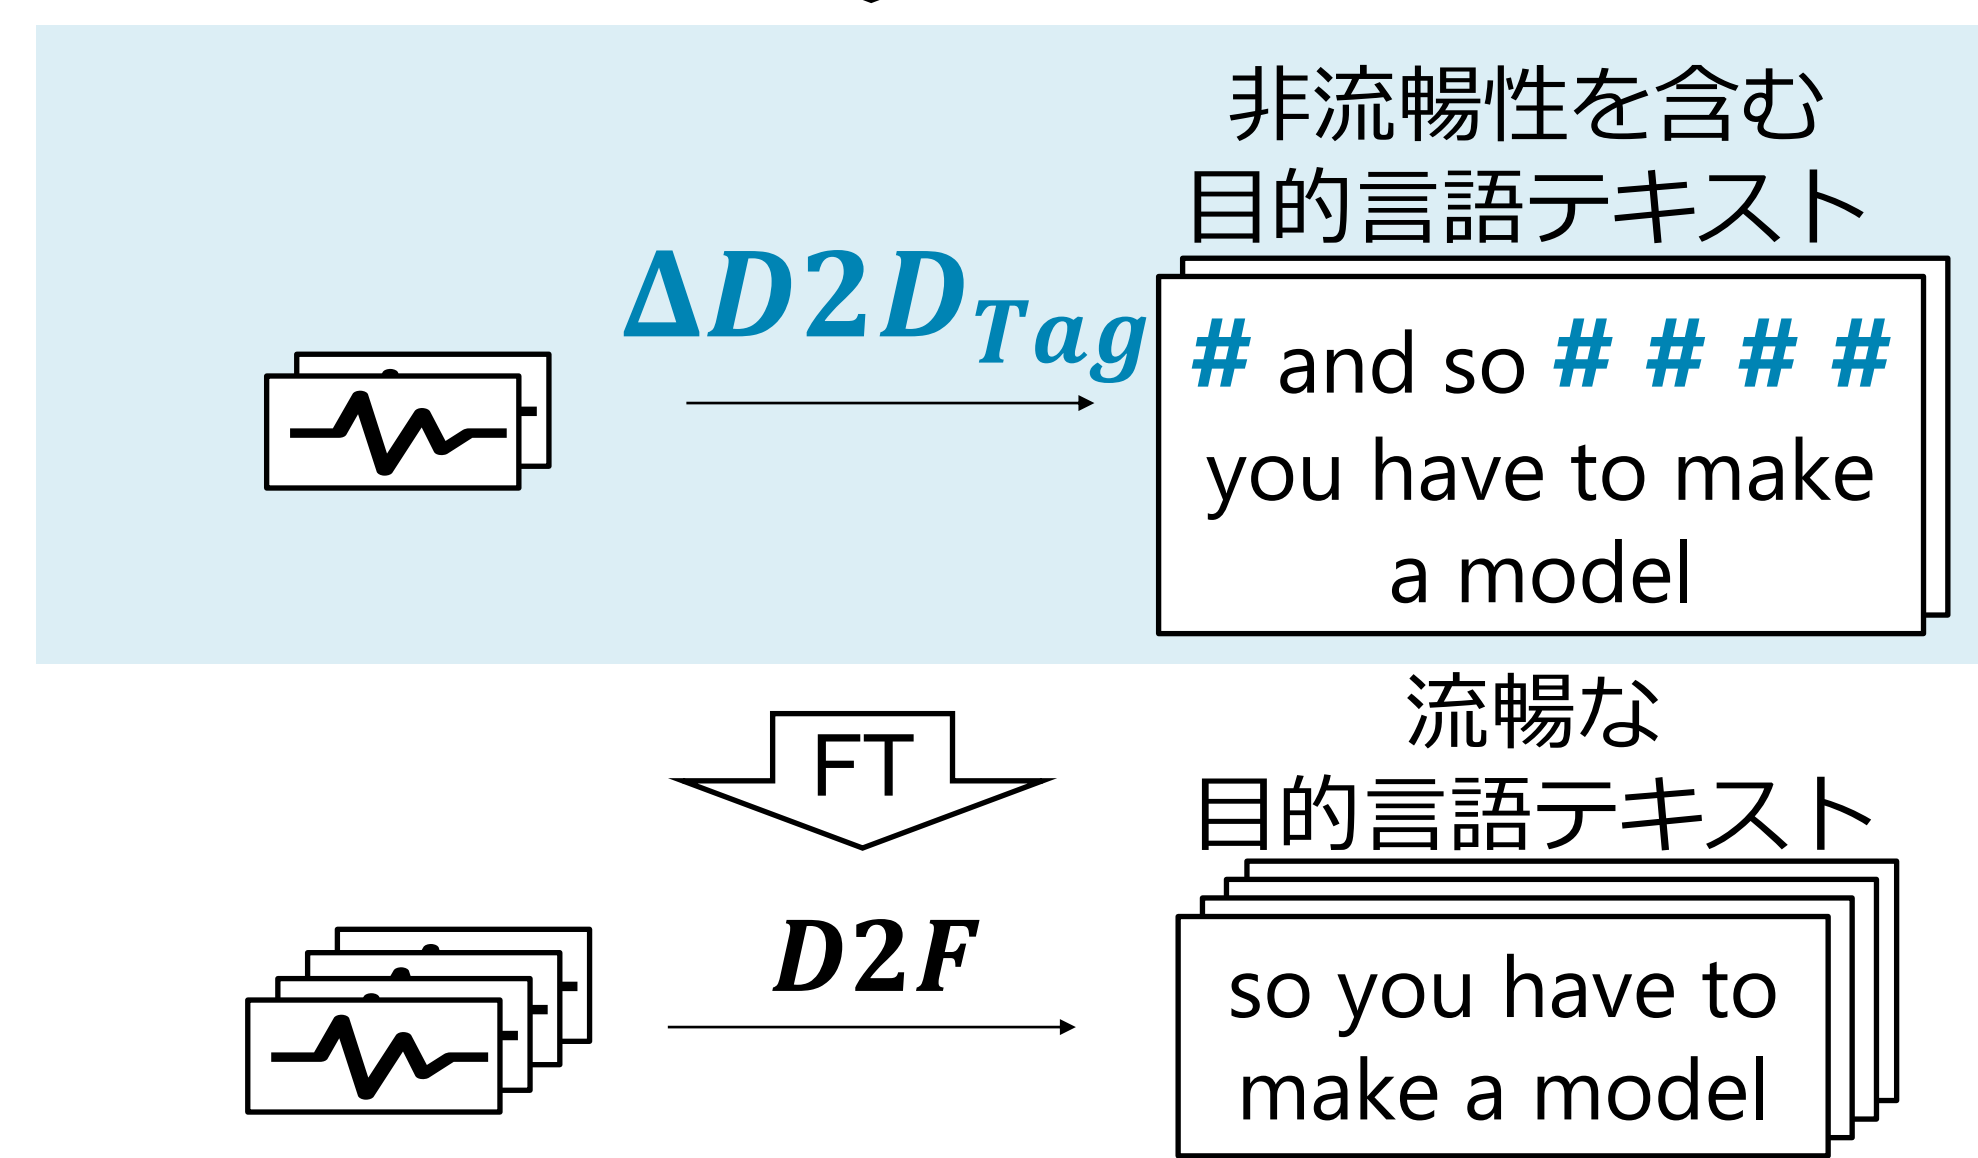 非流暢性を含む
目的言語テキスト
ΔD2D_Tag
# and so # # # #
you have to make
a model
FT
流暢な
目的言語テキスト
D2F
so you have to
make a model